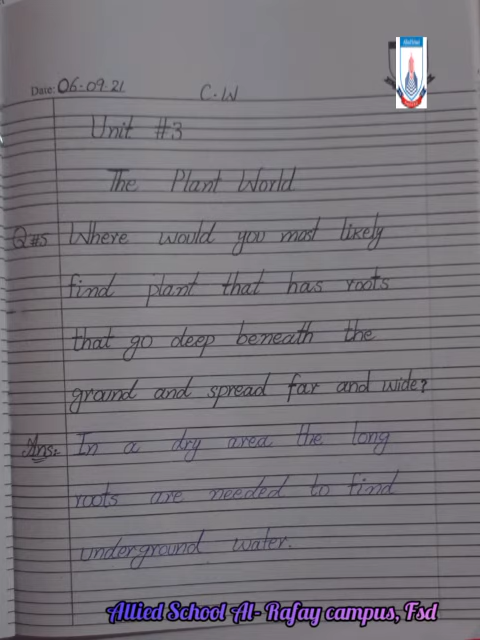 Date: 06-09-21
C.W
Unit #3
The Plant World
Q#5 Where would you most likely
find plant that has roots
that go deep beneath the
ground and spread far and wide?
Ans: In a dry area the long
roots are needed to find
underground water.
Allied School Al- Rafay campus, Fsd